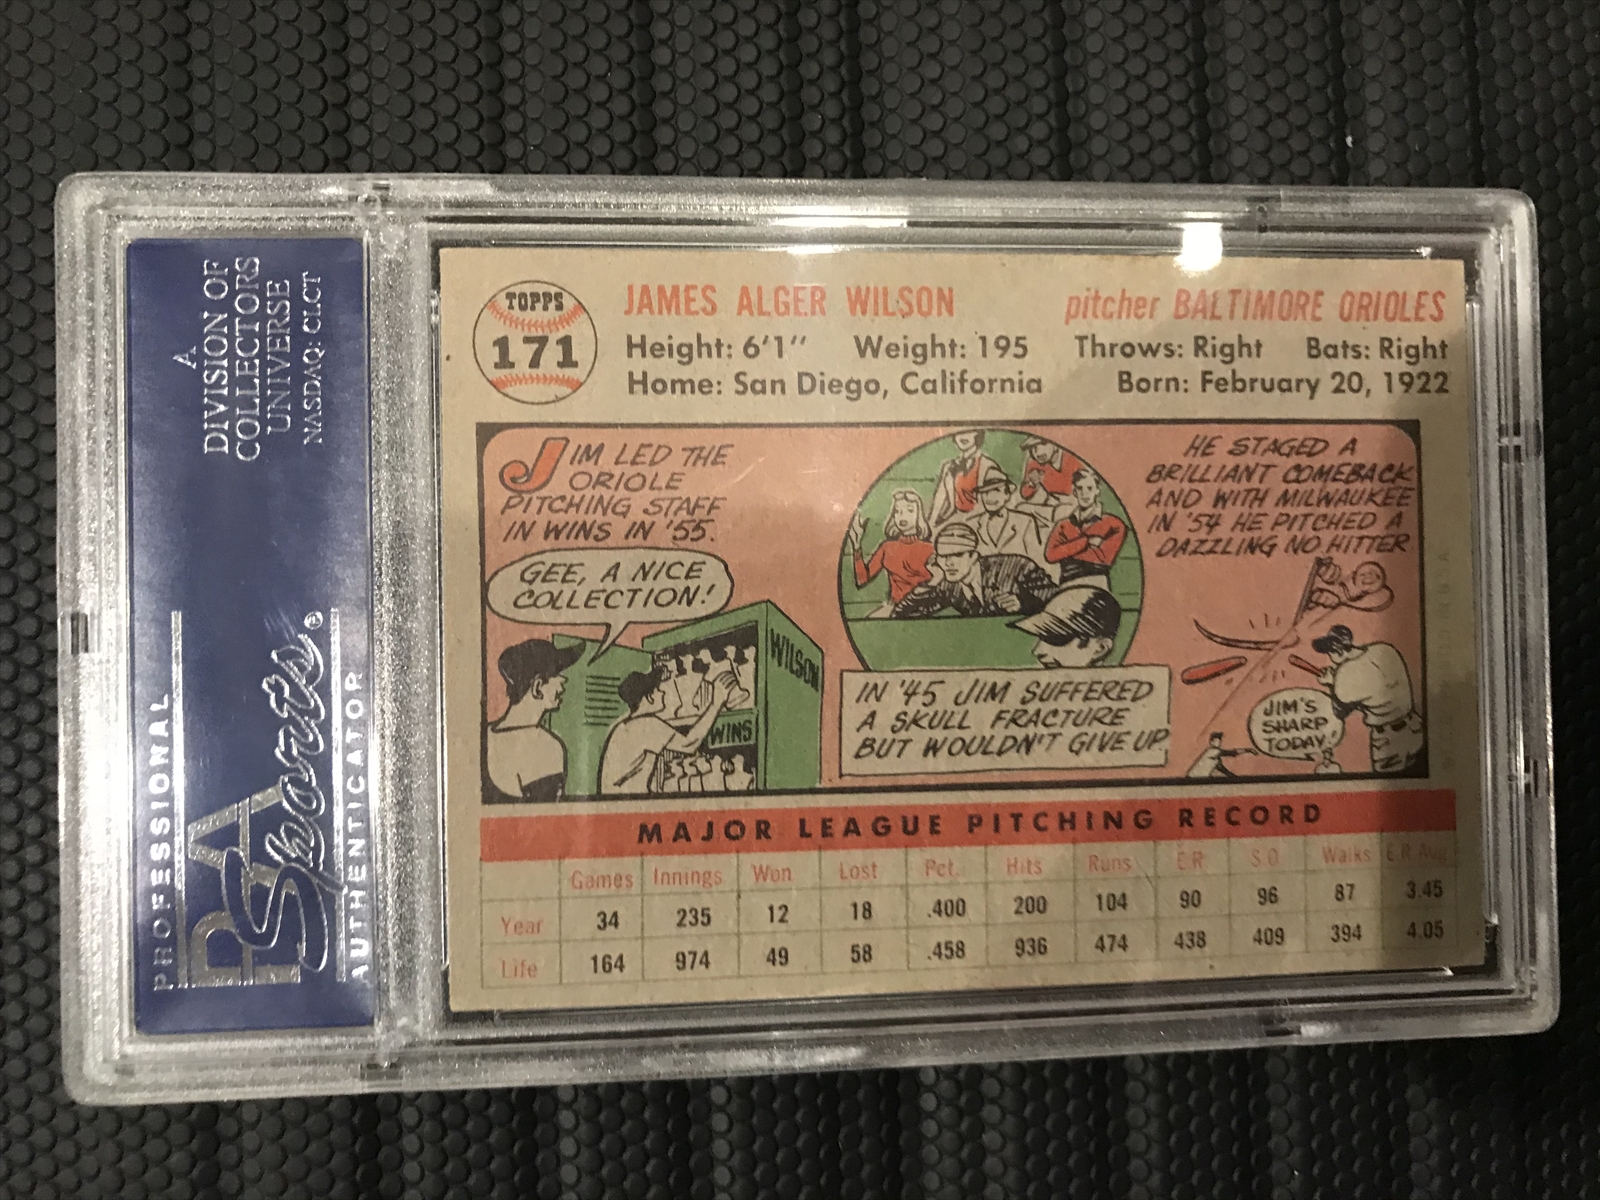 A
DIVISION OF
COLLECTORS
UNIVERSE
NASDAQ: CLCT
PROFESSIONAL
PSA
Sports®
AUTHENTICATOR
TOPPS
171
JAMES ALGER WILSON pitcher BALTIMORE ORIOLES
Height: 6'1" Weight: 195 Throws: Right Bats: Right
Home: San Diego, California Born: February 20, 1922
JIM LED THE
ORIOLE
PITCHING STAFF
IN WINS IN '55.
GEE, A NICE
COLLECTION!
WILSON
WINS
IN '45 JIM SUFFERED
A SKULL FRACTURE
BUT WOULDN'T GIVE UP
HE STAGED A
BRILLIANT COMEBACK
AND WITH MILWAUKEE
IN '54 HE PITCHED A
DAZZLING NO HITTER
JIM'S
SHARP
TODAY!
MAJOR LEAGUE PITCHING RECORD
Games Innings Won Lost Pct. Hits Runs E.R. S.O. Walks E.R. Avg.
Year 34 235 12 18 .400 200 104 90 96 87 3.45
Life 164 974 49 58 .458 936 474 438 409 394 4.05